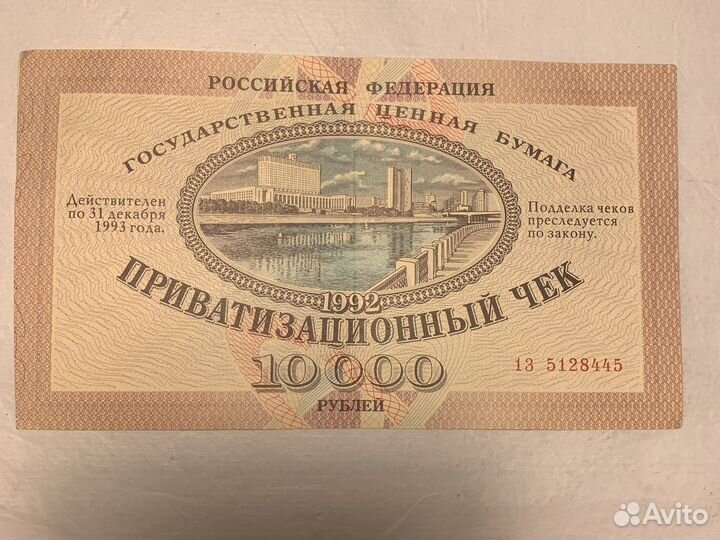 РОССИЙСКАЯ ФЕДЕРАЦИЯ
ГОСУДАРСТВЕННАЯ ЦЕННАЯ БУМАГА
Действителен
по 31 декабря
1993 года.
Подделка чеков
преследуется
по закону.
1992
ПРИВАТИЗАЦИОННЫЙ ЧЕК
10000
РУБЛЕЙ
13 5128445
Avito